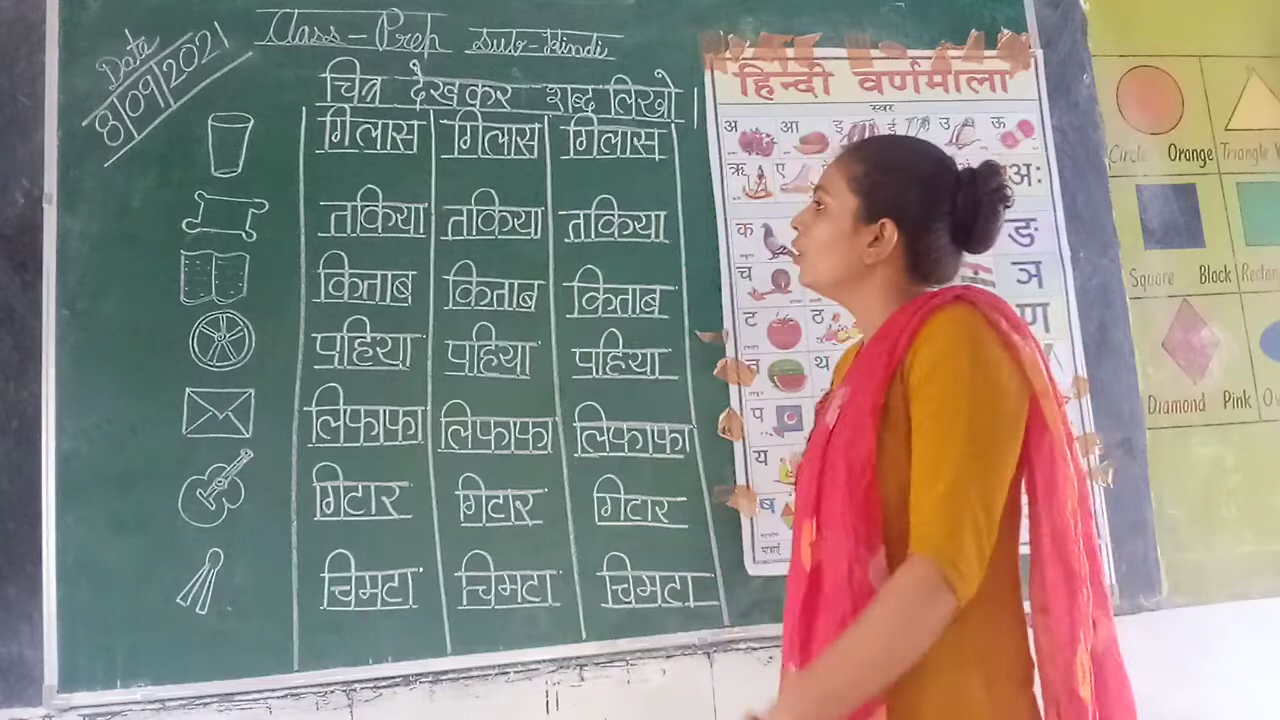 Date
8/09/2021
Class-Prep Sub-Hindi
चित्र देखकर शब्द लिखो।
गिलास गिलास गिलास
तकिया तकिया तकिया
किताब किताब किताब
पहिया पहिया पहिया
लिफाफा लिफाफा लिफाफा
गिटार गिटार गिटार
चिमटा चिमटा चिमटा
हिन्दी वर्णमाला
स्वर
अ आ इ ई उ ऊ
ऋ ए अः
क ङ
च ञ
ट ठ ण
त थ
प
य
ब
Circle Orange Triangle
Square Black
Diamond Pink